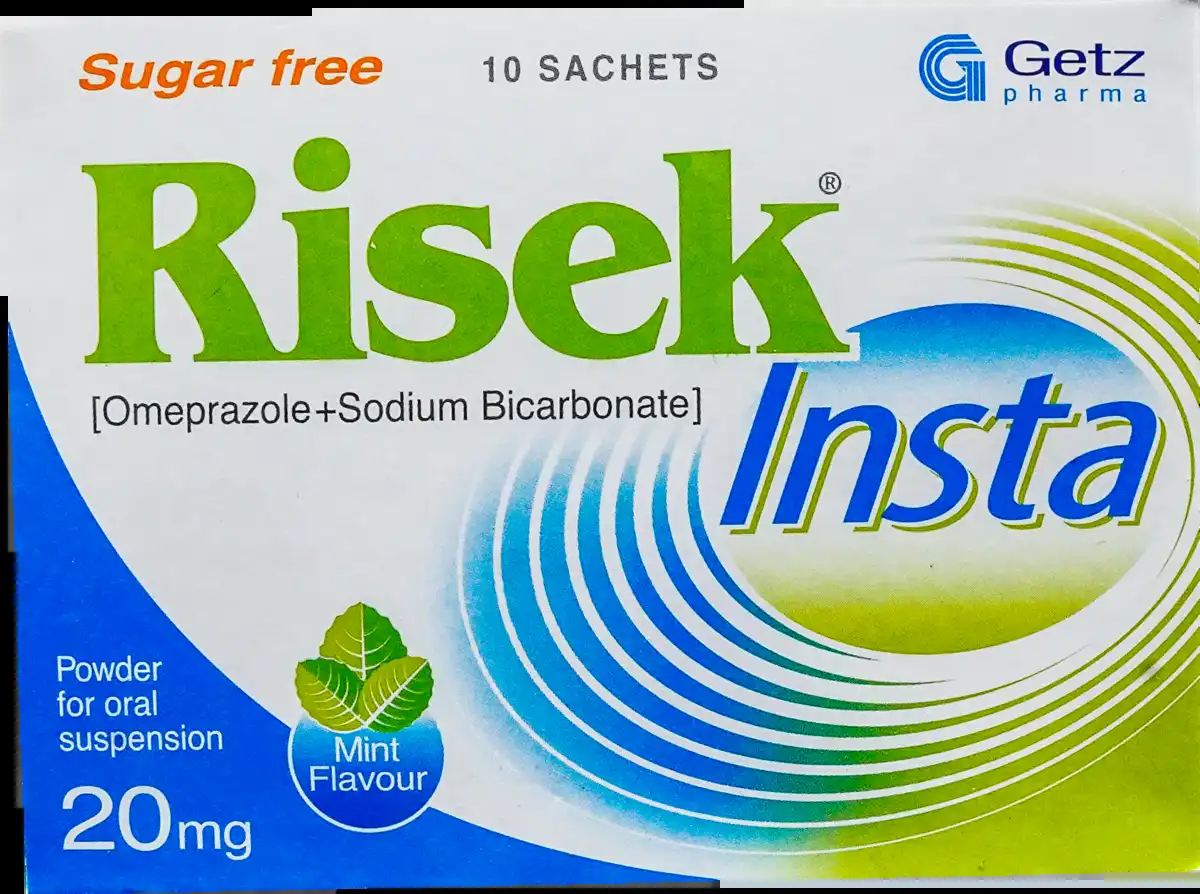 Sugar free
10 SACHETS
Getz
pharma
Risek®
[Omeprazole+Sodium Bicarbonate]
Insta
Powder
for oral
suspension
20mg
Mint
Flavour